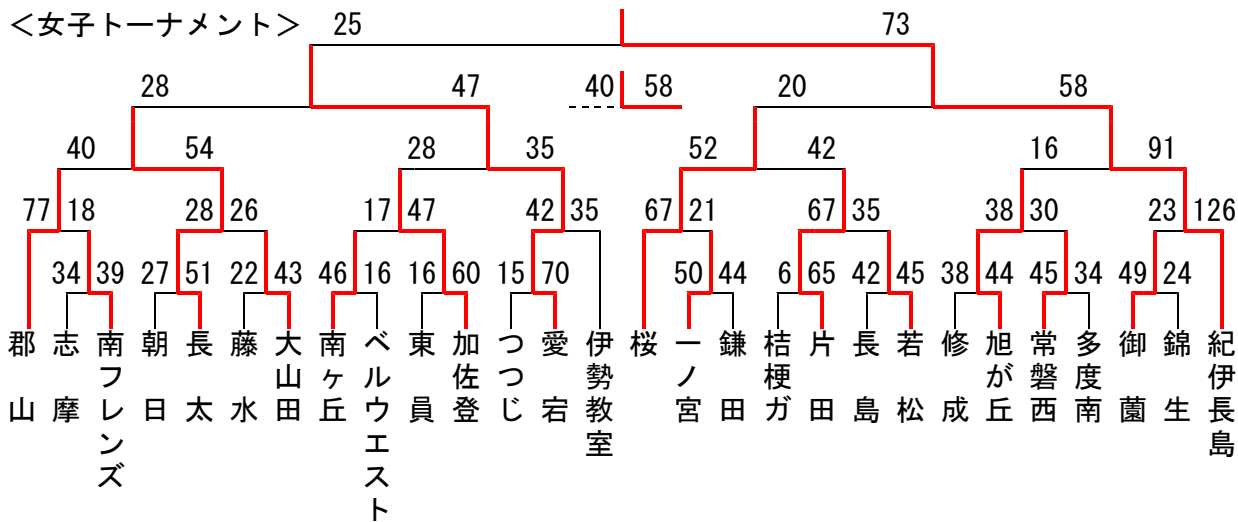 ＜女子トーナメント＞ 25 73
28 47 40 58 20 58
40 54 28 35 52 42 16 91
77 18 28 26 17 47 42 35 67 21 67 35 38 30 23 126
34 39 27 51 22 43 46 16 16 60 15 70 50 44 6 65 42 45 38 44 45 34 49 24
郡山
志摩
南フレンズ
朝日
長太
藤水
大山田
南ヶ丘
ベルウエスト
東員
加佐登
つつじ
愛宕
伊勢教室
桜
一ノ宮
鎌田
桔梗ガ
片田
長島
若松
修成
旭が丘
常磐西
多度南
御薗
錦生
紀伊長島